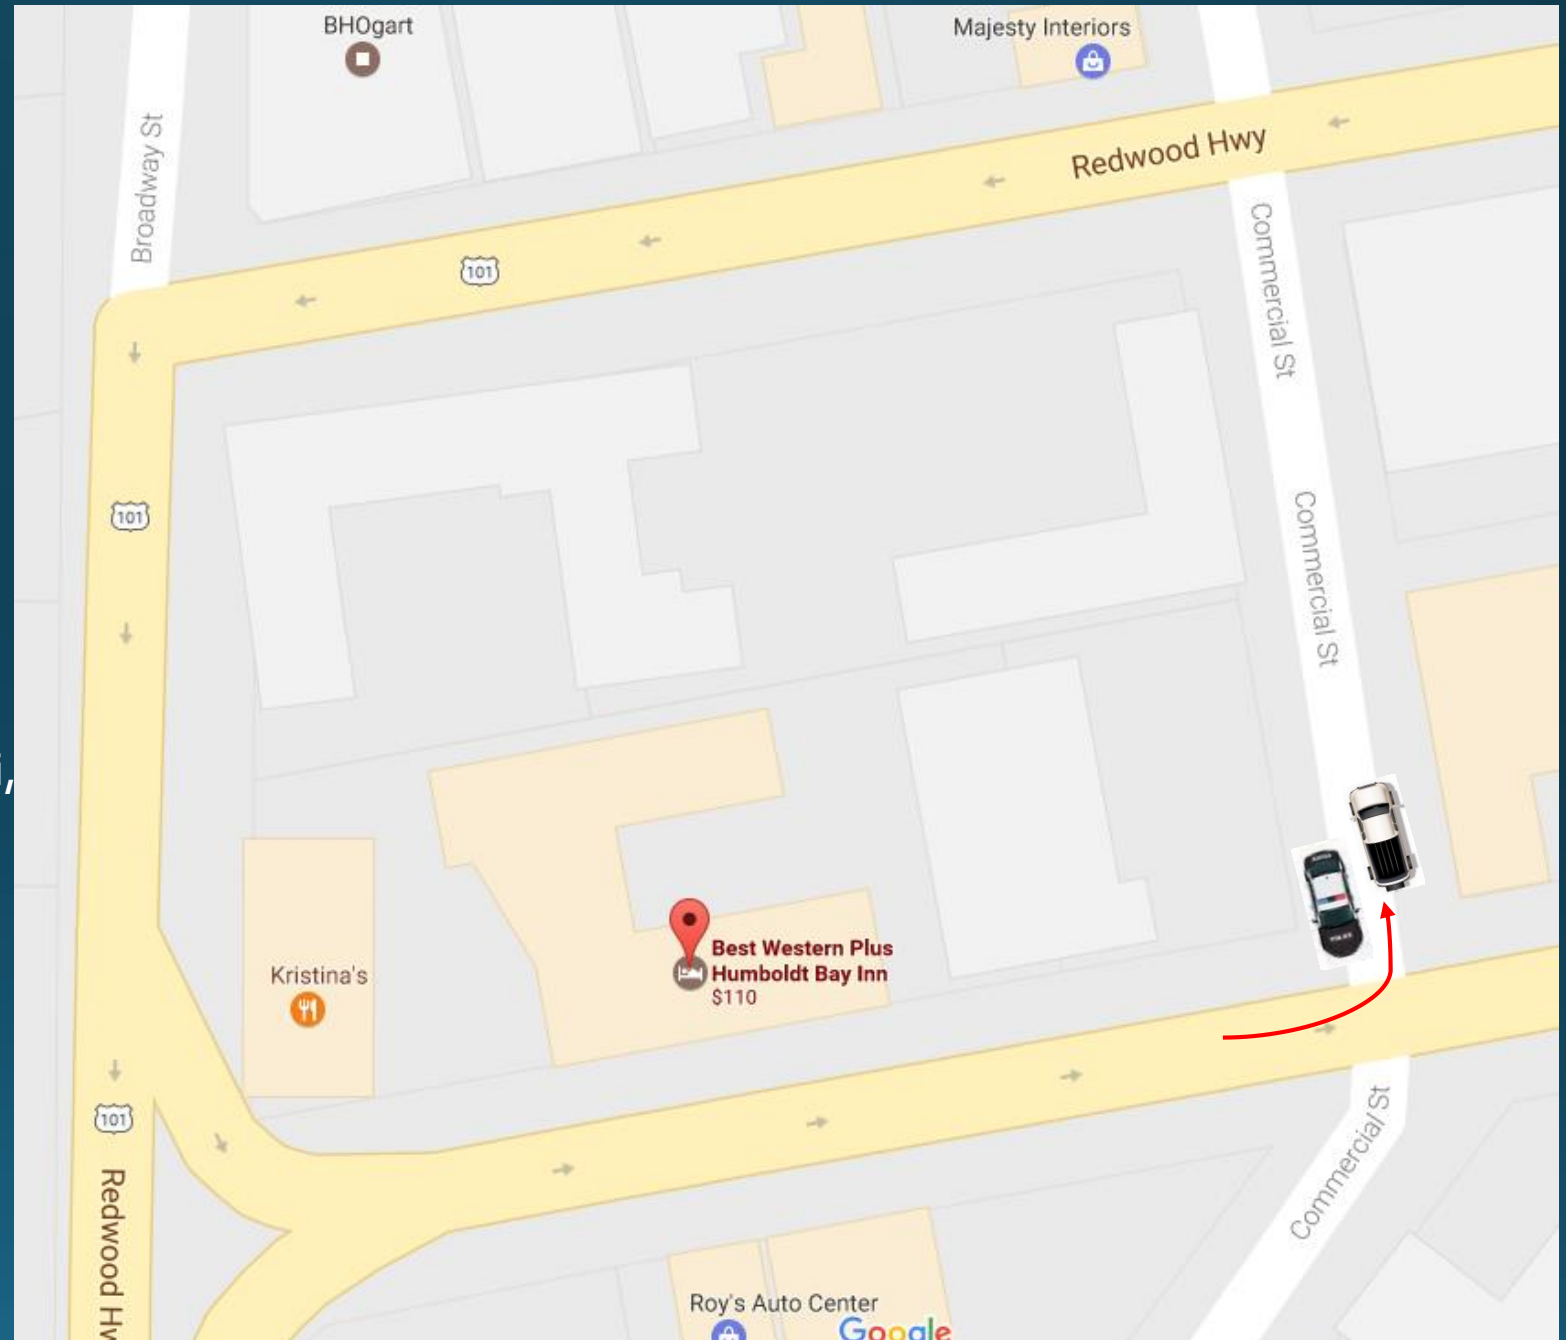 BHOgart
Majesty Interiors
Broadway St
Redwood Hwy
101
Commercial St
101
Commercial St
Best Western Plus
Humboldt Bay Inn
$110
Kristina's
101
Redwood Hw
Commercial St
Roy's Auto Center
Google